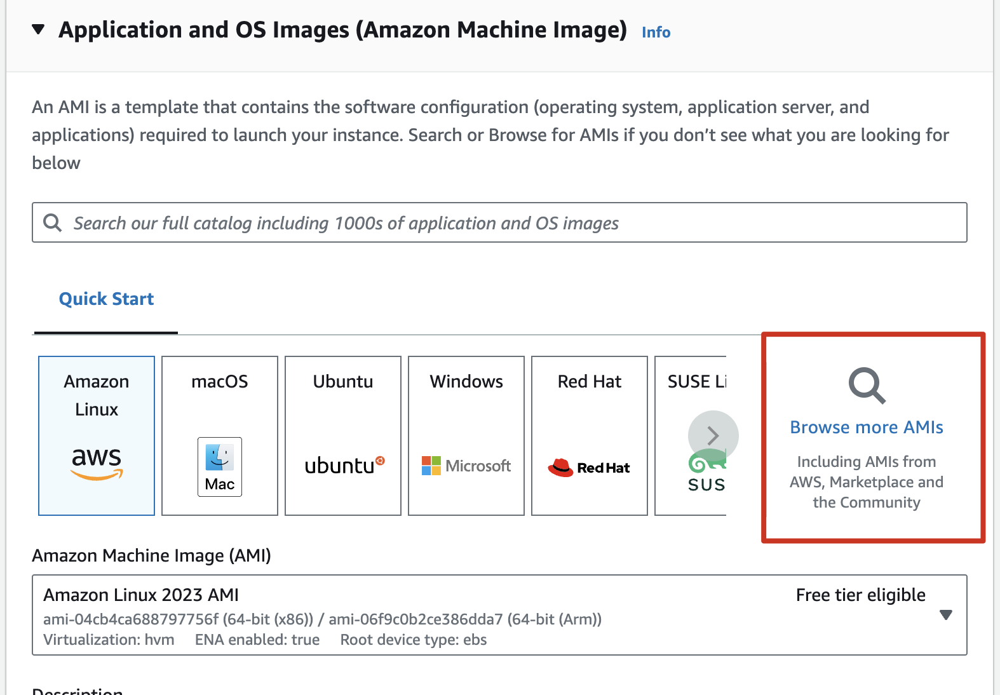 Application and OS Images (Amazon Machine Image) Info
An AMI is a template that contains the software configuration (operating system, application server, and
applications) required to launch your instance. Search or Browse for AMIs if you don’t see what you are looking for
below
Search our full catalog including 1000s of application and OS images
Quick Start
Amazon
Linux
aws
macOS
Mac
Ubuntu
ubuntu
Windows
Microsoft
Red Hat
Red Hat
SUSE Li
SUS
Browse more AMIs
Including AMIs from
AWS, Marketplace and
the Community
Amazon Machine Image (AMI)
Amazon Linux 2023 AMI Free tier eligible
ami-04cb4ca688797756f (64-bit (x86)) / ami-06f9c0b2ce386dda7 (64-bit (Arm))
Virtualization: hvm ENA enabled: true Root device type: ebs
Description